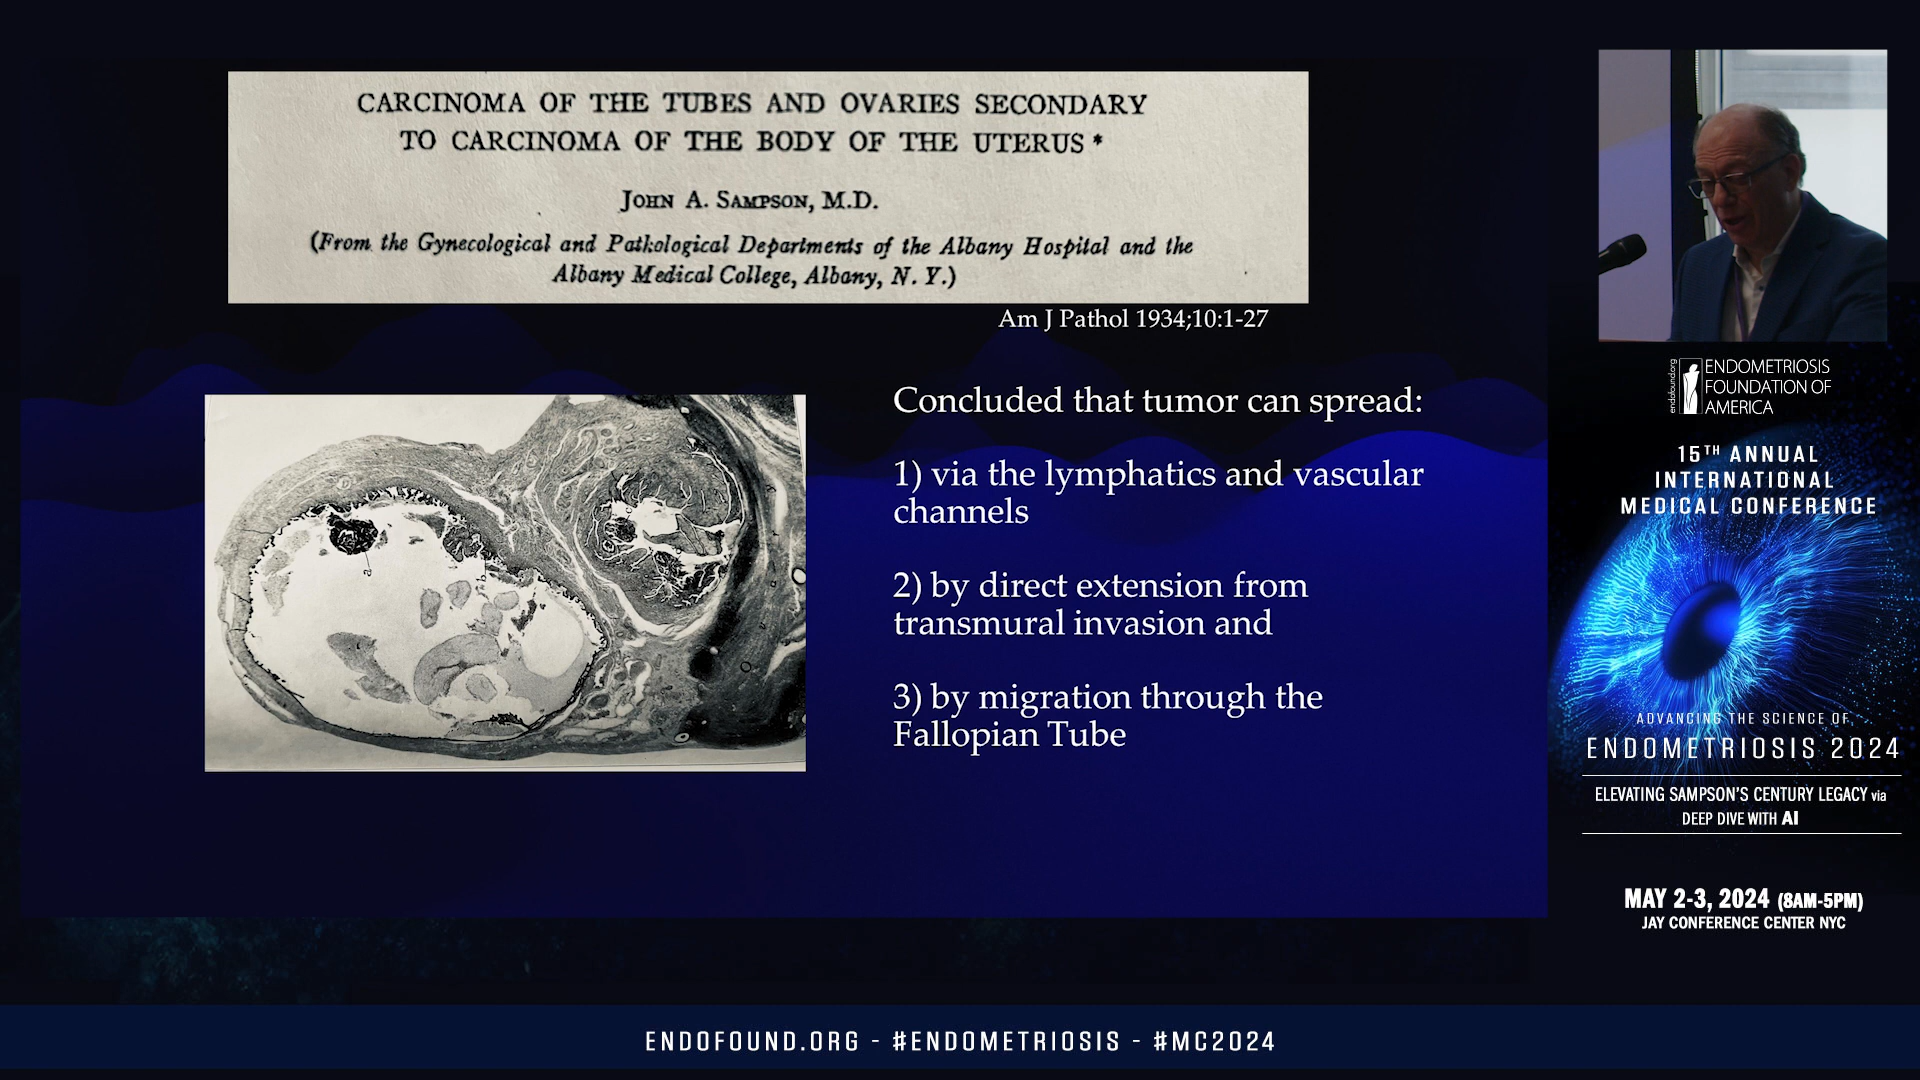 CARCINOMA OF THE TUBES AND OVARIES SECONDARY
TO CARCINOMA OF THE BODY OF THE UTERUS *
JOHN A. SAMPSON, M.D.
(From the Gynecological and Pathological Departments of the Albany Hospital and the
Albany Medical College, Albany, N. Y.)
Am J Pathol 1934;10:1-27
Concluded that tumor can spread:
1) via the lymphatics and vascular
channels
2) by direct extension from
transmural invasion and
3) by migration through the
Fallopian Tube
a
b
endofound.org
ENDOMETRIOSIS
FOUNDATION OF
AMERICA
15TH ANNUAL
INTERNATIONAL
MEDICAL CONFERENCE
ADVANCING THE SCIENCE OF
ENDOMETRIOSIS 2024
ELEVATING SAMPSON'S CENTURY LEGACY via
DEEP DIVE WITH AI
MAY 2-3, 2024 (8AM-5PM)
JAY CONFERENCE CENTER NYC
ENDOFOUND.ORG - #ENDOMETRIOSIS - #MC2024